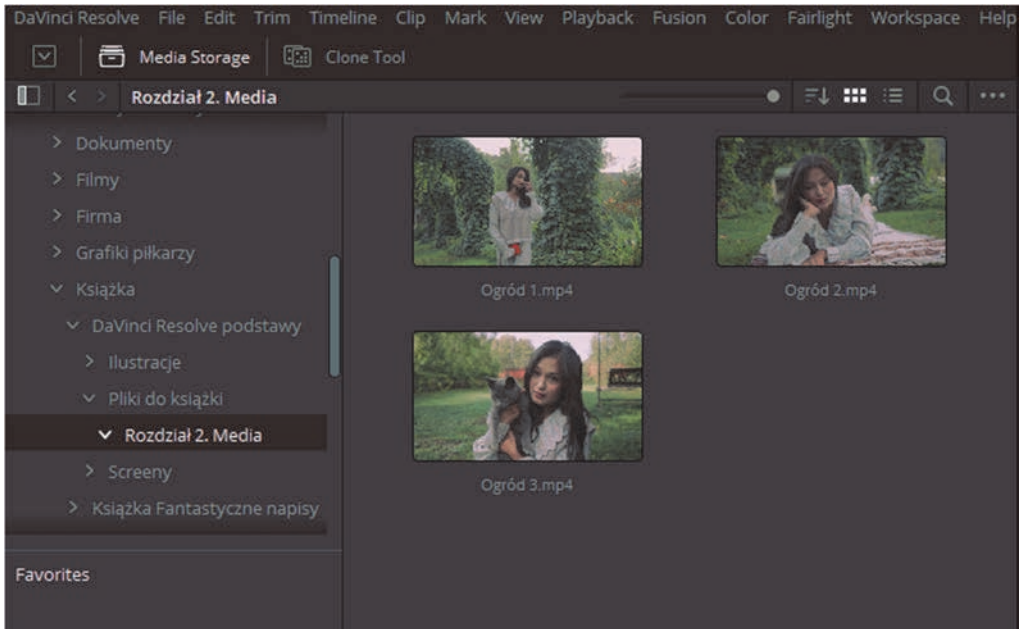 DaVinci Resolve File Edit Trim Timeline Clip Mark View Playback Fusion Color Fairlight Workspace Help
Media Storage Clone Tool
Rozdział 2. Media
Dokumenty
Filmy
Firma
Grafiki piłkarzy
Książka
DaVinci Resolve podstawy
Ilustracje
Pliki do książki
Rozdział 2. Media
Screeny
Książka Fantastyczne napisy
Favorites
Ogród 1.mp4 Ogród 2.mp4
Ogród 3.mp4